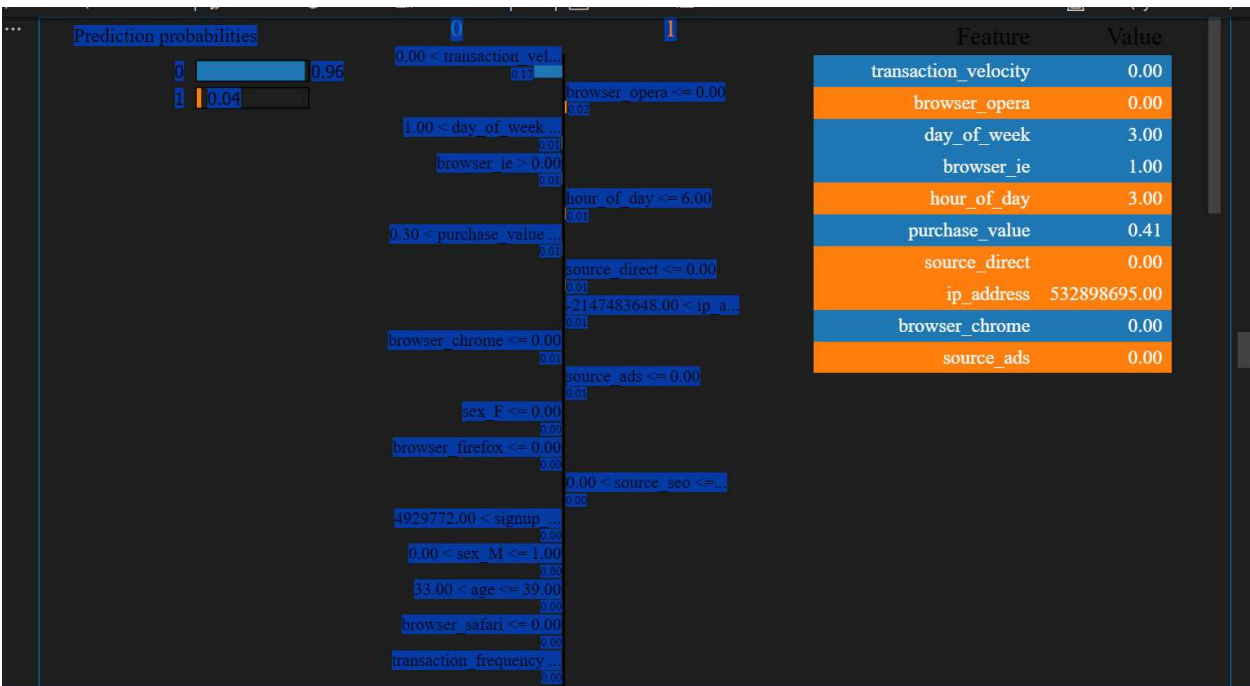 ...
Prediction probabilities
0 0.96
1 0.04
0 1
0.00 < transaction_vel...
0.17
browser_opera <= 0.00
0.02
1.00 < day_of_week ...
0.01
browser_ie > 0.00
0.01
hour_of_day <= 6.00
0.01
0.30 < purchase_value ...
0.01
source_direct <= 0.00
0.01
-2147483648.00 < ip_a...
0.01
browser_chrome <= 0.00
0.01
source_ads <= 0.00
0.01
sex_F <= 0.00
0.00
browser_firefox <= 0.00
0.00
0.00 < source_seo <=...
0.00
4929772.00 < signup_...
0.00
0.00 < sex_M <= 1.00
0.00
33.00 < age <= 39.00
0.00
browser_safari <= 0.00
0.00
transaction_frequency ...
0.00
Feature Value
transaction_velocity 0.00
browser_opera 0.00
day_of_week 3.00
browser_ie 1.00
hour_of_day 3.00
purchase_value 0.41
source_direct 0.00
ip_address 532898695.00
browser_chrome 0.00
source_ads 0.00